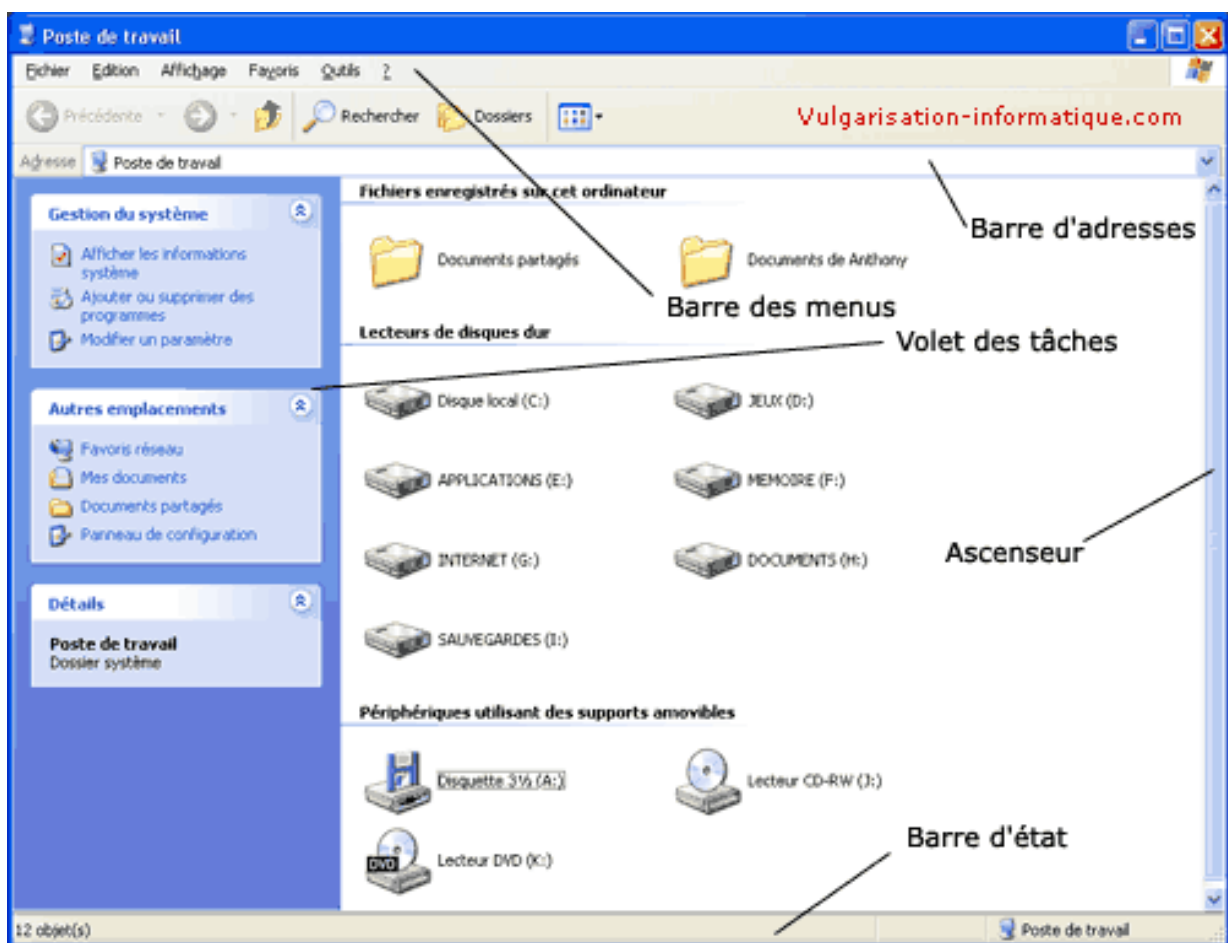 Poste de travail
Fichier Edition Affichage Favoris Outils ?
Précédente Rechercher Dossiers
Vulgarisation-informatique.com
Adresse Poste de travail
Barre d'adresses
Barre des menus
Volet des tâches
Ascenseur
Barre d'état
Gestion du système
Afficher les informations
système
Ajouter ou supprimer des
programmes
Modifier un paramètre
Autres emplacements
Favoris réseau
Mes documents
Documents partagés
Panneau de configuration
Détails
Poste de travail
Dossier système
Fichiers enregistrés sur cet ordinateur
Documents partagés Documents de Anthony
Lecteurs de disques dur
Disque local (C:) JEUX (D:)
APPLICATIONS (E:) MEMOIRE (F:)
INTERNET (G:) DOCUMENTS (H:)
SAUVEGARDES (I:)
Périphériques utilisant des supports amovibles
Disquette 3½ (A:) Lecteur CD-RW (J:)
DVD Lecteur DVD (K:)
12 objet(s) Poste de travail